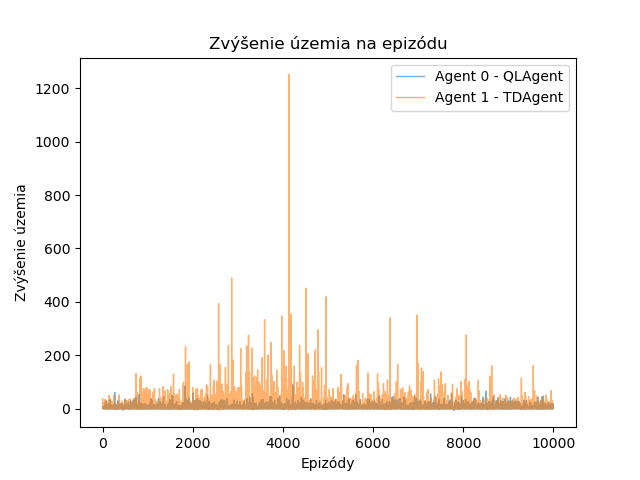 Zvýšenie územia na epizódu
Agent 0 - QLAgent
Agent 1 - TDAgent
Zvýšenie územia
1200
1000
800
600
400
200
0
0 2000 4000 6000 8000 10000
Epizódy